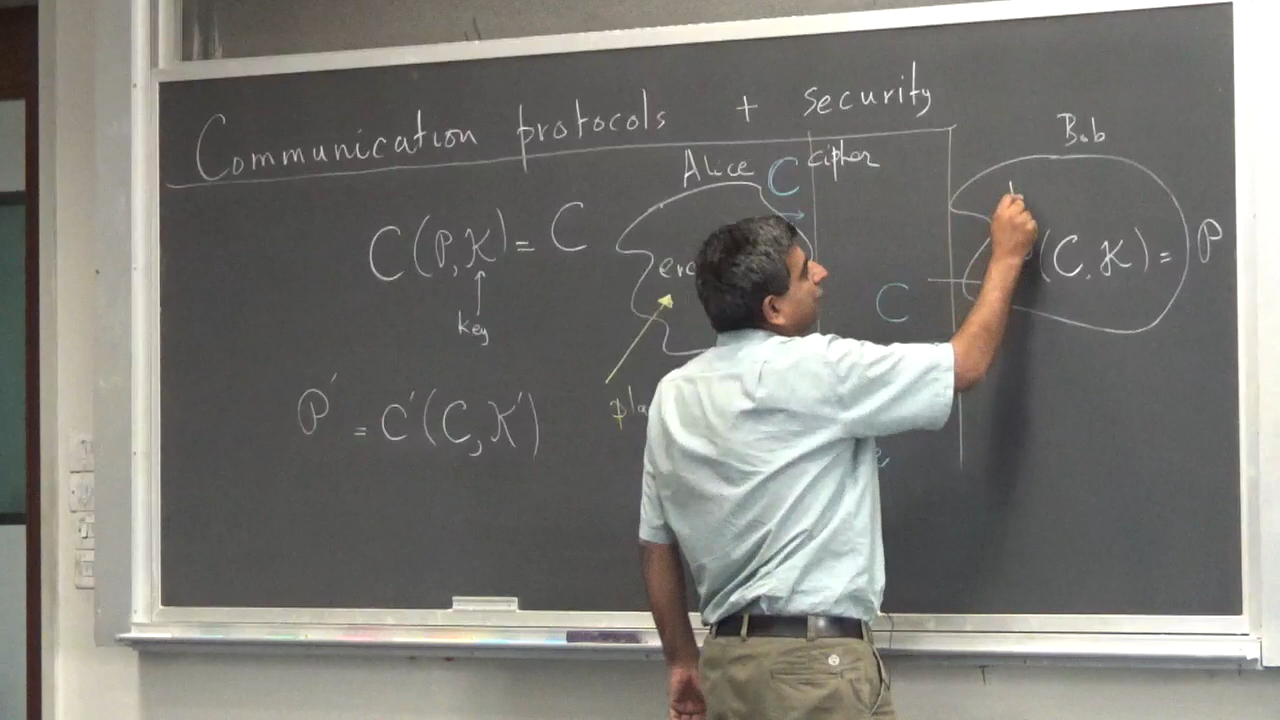 Communication protocols + security
Alice
C
cipher
Bob
C(P,K) = C
key
C
(C,K) = P
P' = C'(C,K')